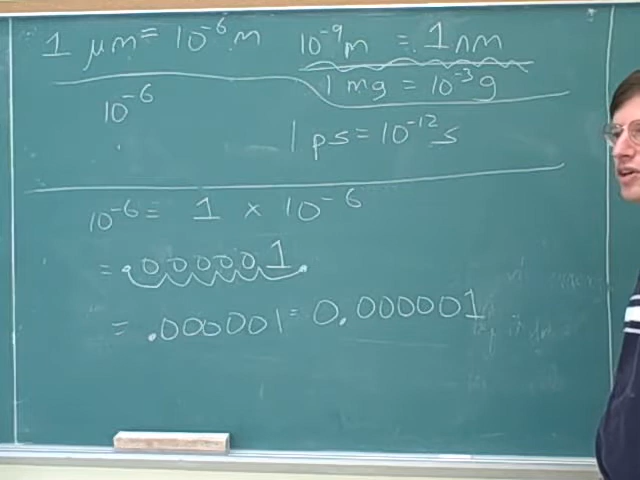 1 μm = 10⁻⁶ m
10⁻⁹ m = 1 nm
1 mg = 10⁻³ g
10⁻⁶
1 ps = 10⁻¹² s
10⁻⁶ = 1 x 10⁻⁶
= .000001.
= .000001 = 0.000001